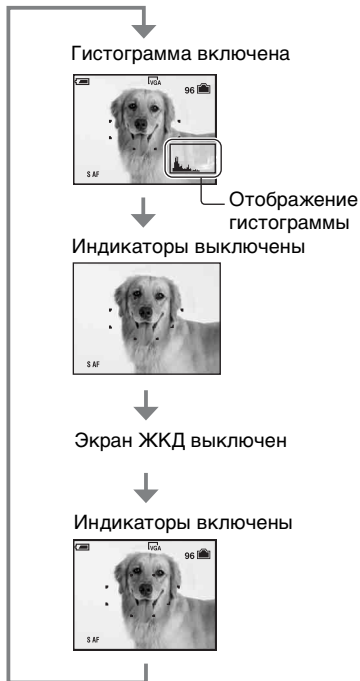 Гистограмма включена
VGA
96
S AF
Отображение
гистограммы
Индикаторы выключены
S AF
Экран ЖКД выключен
Индикаторы включены
VGA
96
S AF